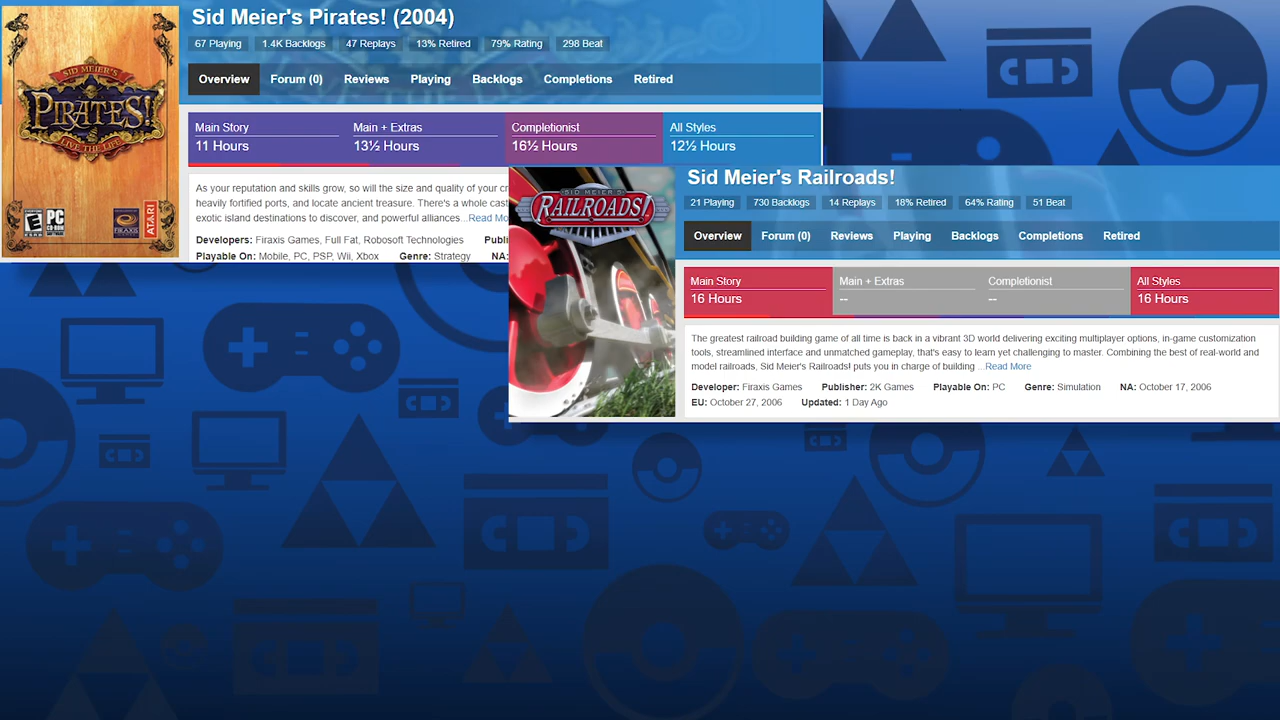 Sid Meier's Pirates! (2004)
67 Playing 1.4K Backlogs 47 Replays 13% Retired 79% Rating 298 Beat
Overview Forum (0) Reviews Playing Backlogs Completions Retired
Main Story Main + Extras Completionist All Styles
11 Hours 13½ Hours 16½ Hours 12½ Hours
As your reputation and skills grow, so will the size and quality of your cr
heavily fortified ports, and locate ancient treasure. There's a whole cast
exotic island destinations to discover, and powerful alliances...Read Mo
Developers: Firaxis Games, Full Fat, Robosoft Technologies Publi
Playable On: Mobile, PC, PSP, Wii, Xbox Genre: Strategy NA:
SID MEIER'S
PIRATES!
LIVE THE LIFE
E
PC
CD-ROM
FIRAXIS
ATARI
Sid Meier's Railroads!
21 Playing 730 Backlogs 14 Replays 18% Retired 64% Rating 51 Beat
Overview Forum (0) Reviews Playing Backlogs Completions Retired
Main Story Main + Extras Completionist All Styles
16 Hours -- -- 16 Hours
The greatest railroad building game of all time is back in a vibrant 3D world delivering exciting multiplayer options, in-game customization
tools, streamlined interface and unmatched gameplay, that's easy to learn yet challenging to master. Combining the best of real-world and
model railroads, Sid Meier's Railroads! puts you in charge of building ...Read More
Developer: Firaxis Games Publisher: 2K Games Playable On: PC Genre: Simulation NA: October 17, 2006
EU: October 27, 2006 Updated: 1 Day Ago
SID MEIER'S
RAILROADS!